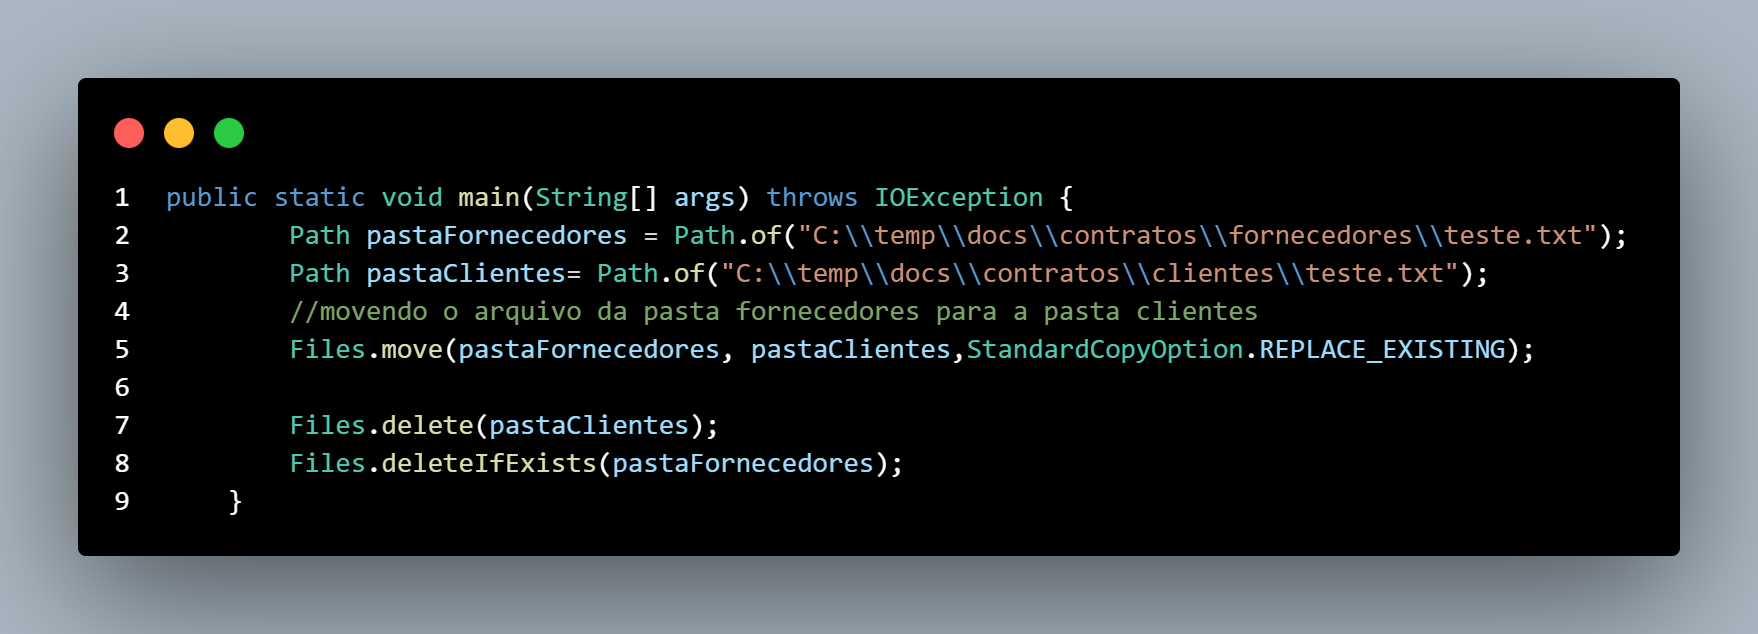 1 public static void main(String[] args) throws IOException {
2 Path pastaFornecedores = Path.of("C:\\temp\\docs\\contratos\\fornecedores\\teste.txt");
3 Path pastaClientes= Path.of("C:\\temp\\docs\\contratos\\clientes\\teste.txt");
4 //movendo o arquivo da pasta fornecedores para a pasta clientes
5 Files.move(pastaFornecedores, pastaClientes,StandardCopyOption.REPLACE_EXISTING);
6
7 Files.delete(pastaClientes);
8 Files.deleteIfExists(pastaFornecedores);
9 }